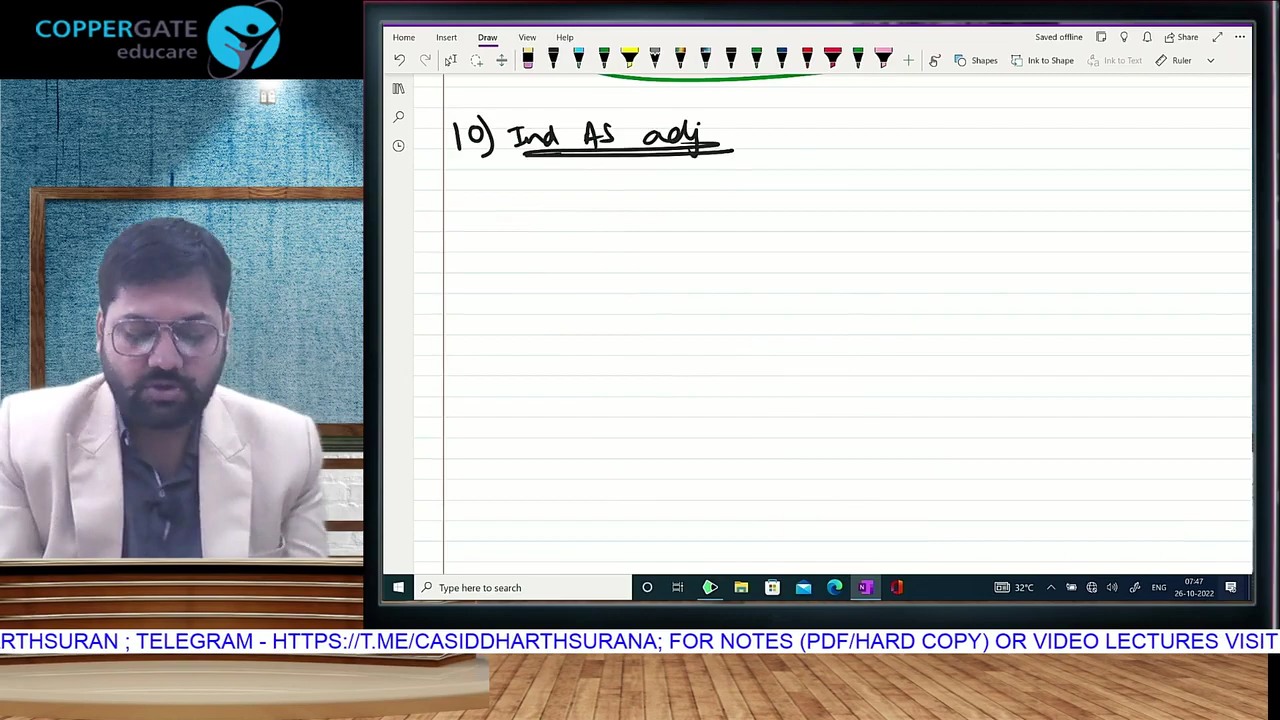 COPPERGATE
educare
Home Insert Draw View Help
Saved offline
Share
Shapes
Ink to Shape
Ink to Text
Ruler
10) Ind AS adj
Type here to search
32°C
ENG
07:47
26-10-2022
ARTHSURAN ; TELEGRAM - HTTPS://T.ME/CASIDDHARTHSURANA; FOR NOTES (PDF/HARD COPY) OR VIDEO LECTURES VISIT